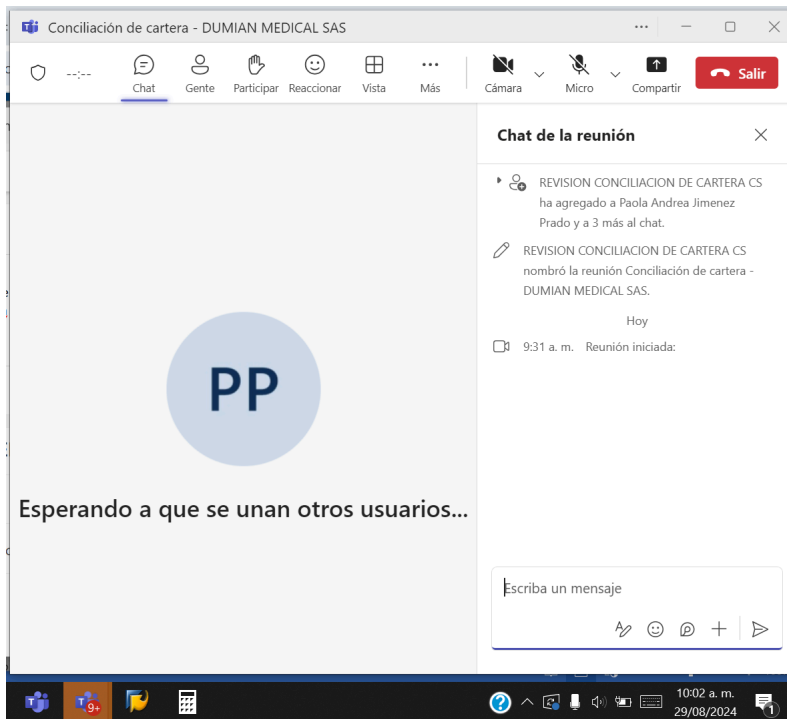 Conciliación de cartera - DUMIAN MEDICAL SAS
--:--
Chat
Gente
Participar
Reaccionar
Vista
Más
Cámara
Micro
Compartir
Salir
PP
Esperando a que se unan otros usuarios...
Chat de la reunión
REVISION CONCILIACION DE CARTERA CS
ha agregado a Paola Andrea Jimenez
Prado y a 3 más al chat.
REVISION CONCILIACION DE CARTERA CS
nombró la reunión Conciliación de cartera -
DUMIAN MEDICAL SAS.
Hoy
9:31 a. m. Reunión iniciada:
Escriba un mensaje
9+
10:02 a. m.
29/08/2024
1